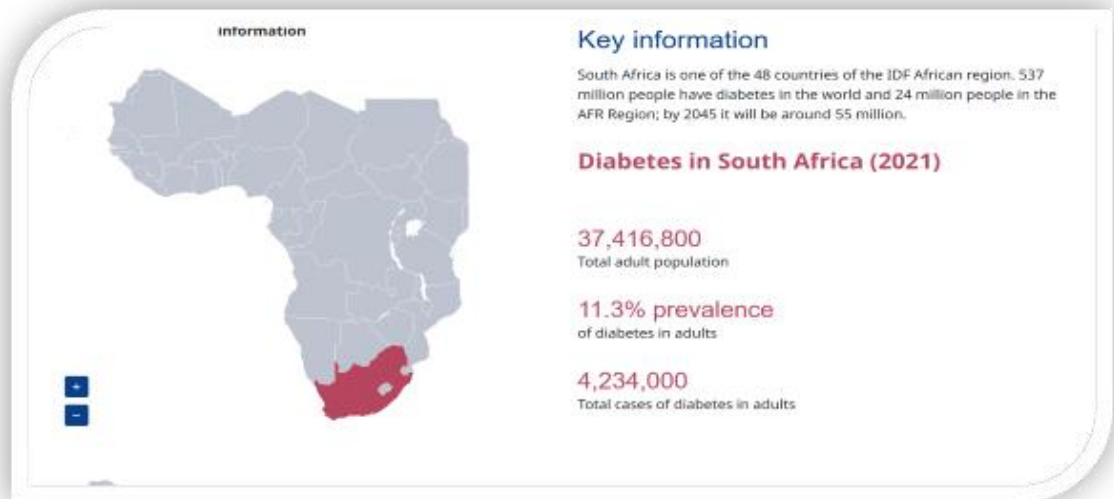 information
Key information
South Africa is one of the 48 countries of the IDF African region. 537
million people have diabetes in the world and 24 million people in the
AFR Region; by 2045 it will be around 55 million.
Diabetes in South Africa (2021)
37,416,800
Total adult population
11.3% prevalence
of diabetes in adults
4,234,000
Total cases of diabetes in adults
+
−